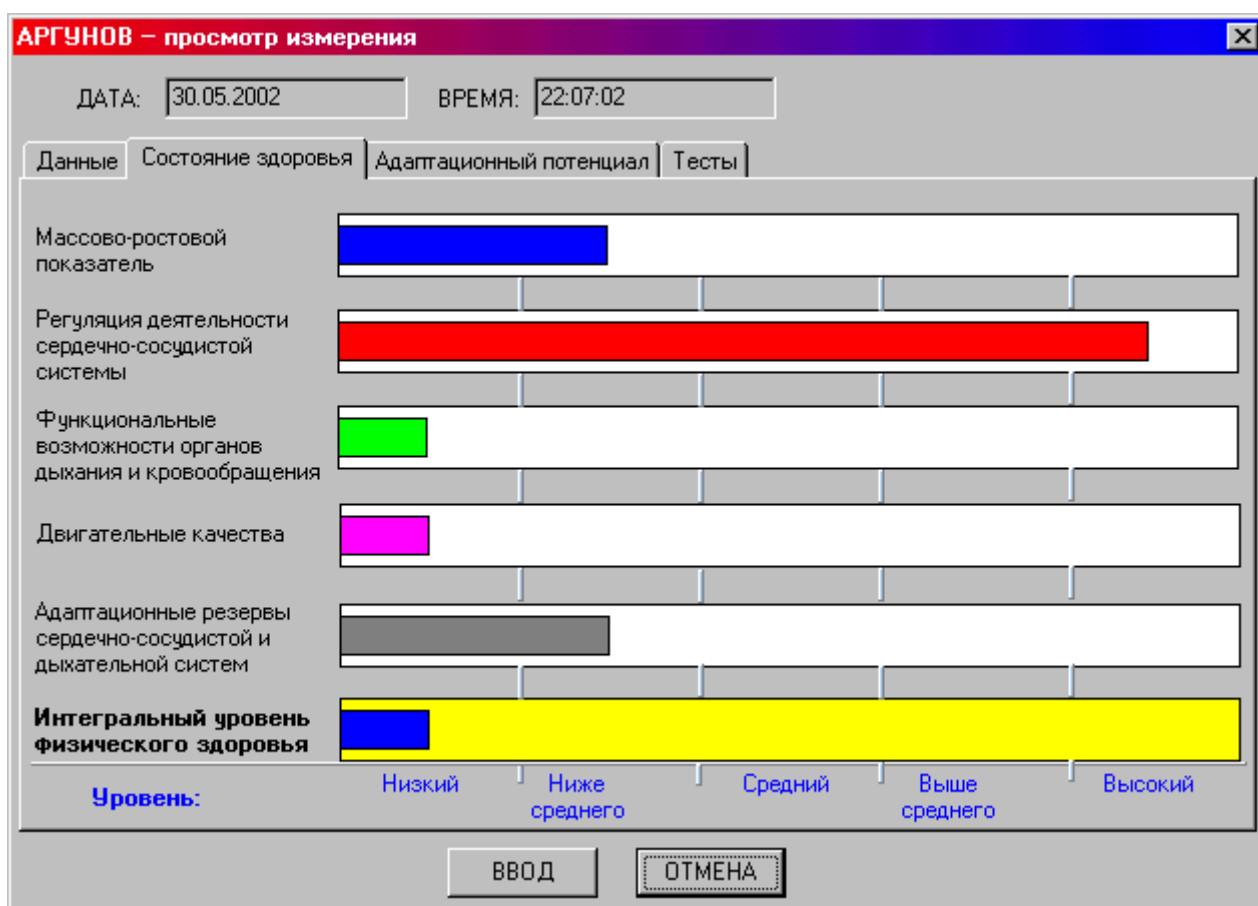 АРГУНОВ – просмотр измерения
ДАТА: 30.05.2002 ВРЕМЯ: 22:07:02
Данные Состояние здоровья Адаптационный потенциал Тесты
Массово-ростовой
показатель
Регуляция деятельности
сердечно-сосудистой
системы
Функциональные
возможности органов
дыхания и кровообращения
Двигательные качества
Адаптационные резервы
сердечно-сосудистой и
дыхательной систем
Интегральный уровень
физического здоровья
Уровень:
Низкий
Ниже
среднего
Средний
Выше
среднего
Высокий
ВВОД ОТМЕНА